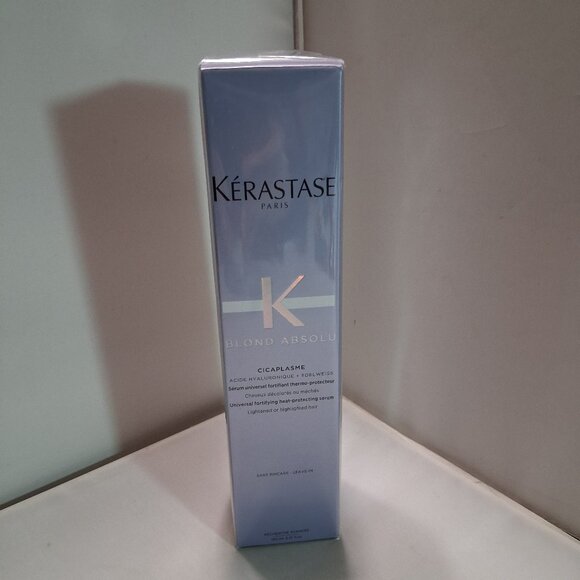 KÉRASTASE
PARIS
K
BLOND ABSOLU
CICAPLASME
ACIDE HYALURONIQUE + EDELWEISS
Sérum universel fortifiant thermo-protecteur
Cheveux décolorés ou méchés
Universal fortifying heat-protecting serum
Lightened or highlighted hair
SANS RINÇAGE - LEAVE-IN